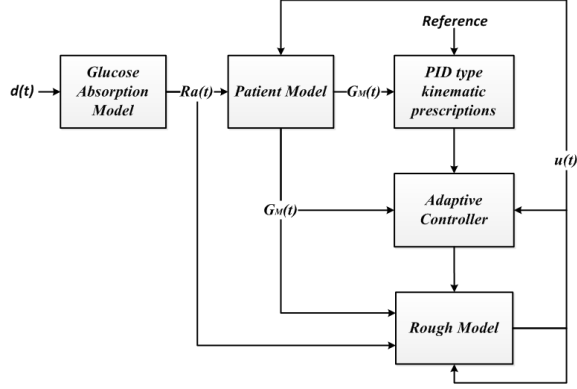 Reference
Glucose
Absorption
Model
d(t)
Ra(t)
Patient Model
GM(t)
PID type
kinematic
prescriptions
u(t)
GM(t)
Adaptive
Controller
Rough Model